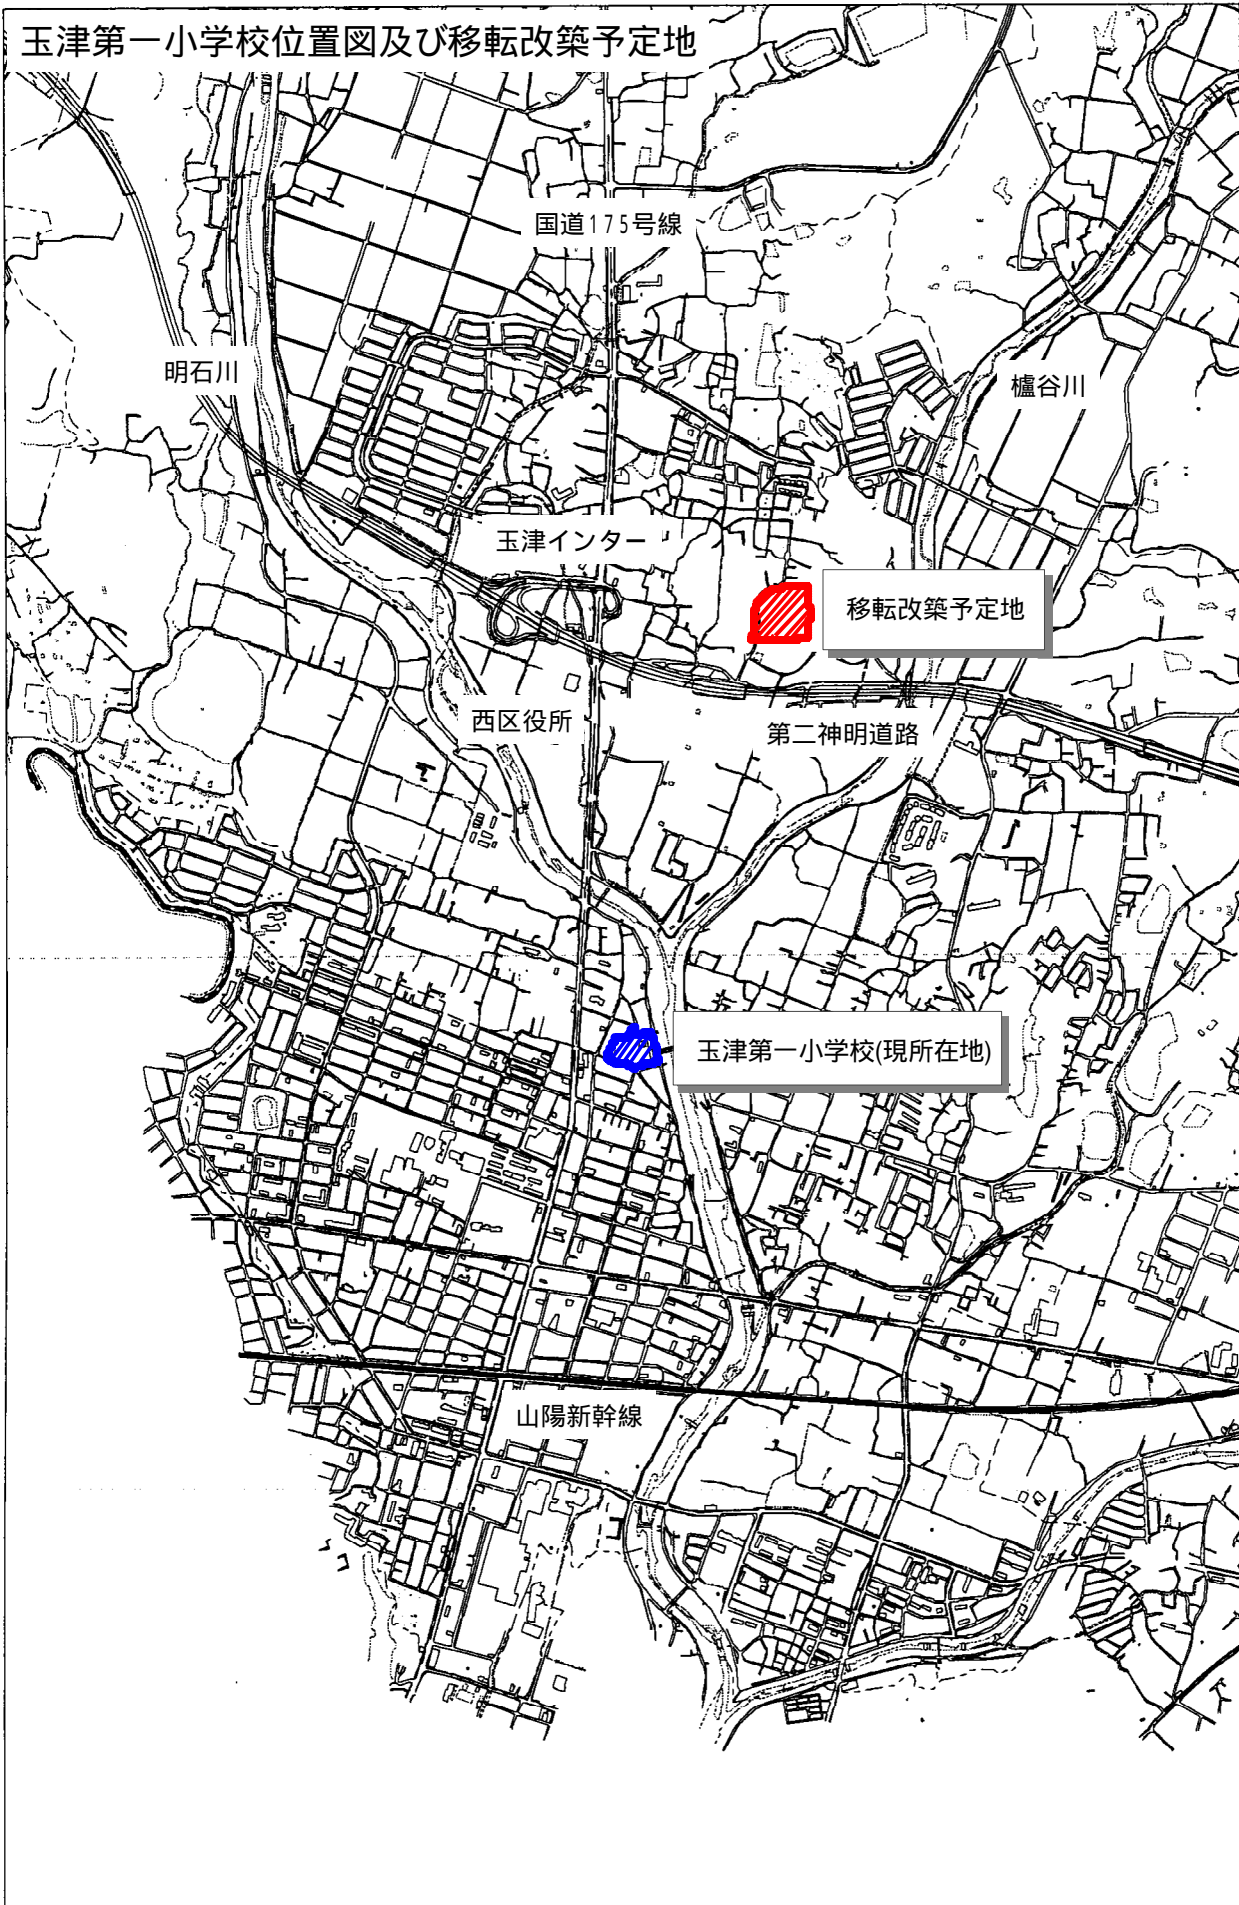 玉津第一小学校位置図及び移転改築予定地
国道175号線
明石川
櫨谷川
玉津インター
移転改築予定地
西区役所
第二神明道路
玉津第一小学校(現所在地)
山陽新幹線